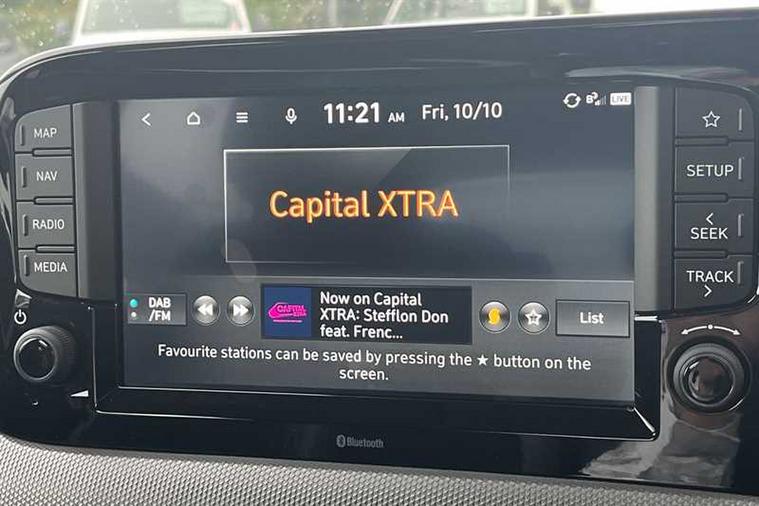 MAP
NAV
RADIO
MEDIA
11:21 AM Fri, 10/10
LIVE
Capital XTRA
DAB
/FM
CAPITAL
XTRA
Now on Capital
XTRA: Stefflon Don
feat. Frenc...
List
Favourite stations can be saved by pressing the ★ button on the
screen.
SETUP
< SEEK
TRACK >
Bluetooth